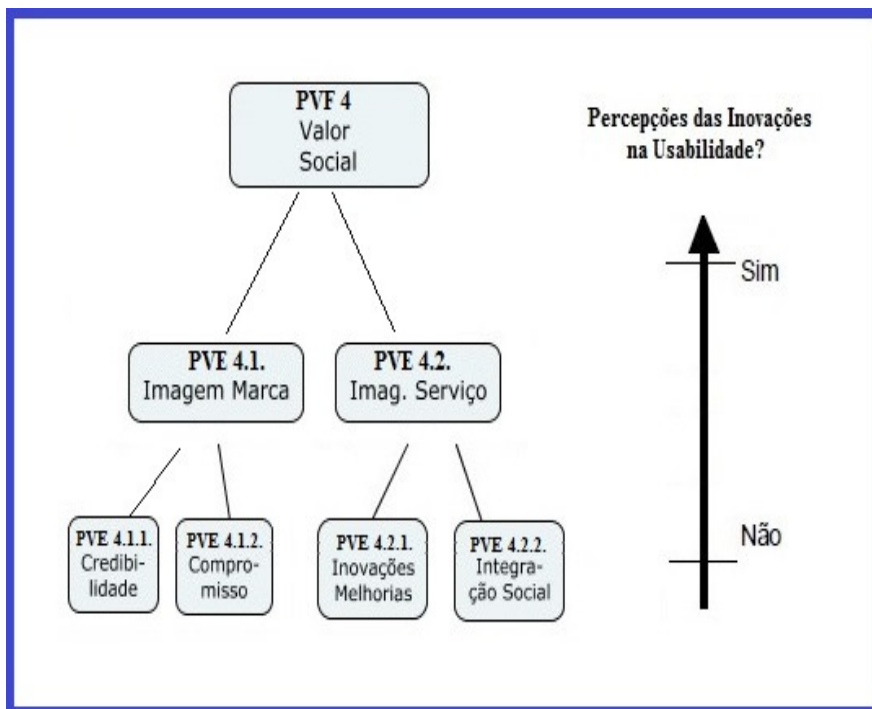 PVF 4
Valor
Social
Percepções das Inovações
na Usabilidade?
Sim
Não
PVE 4.1.
Imagem Marca
PVE 4.2.
Imag. Serviço
PVE 4.1.1.
Credibi-
lidade
PVE 4.1.2.
Compro-
misso
PVE 4.2.1.
Inovações
Melhorias
PVE 4.2.2.
Integra-
ção Social